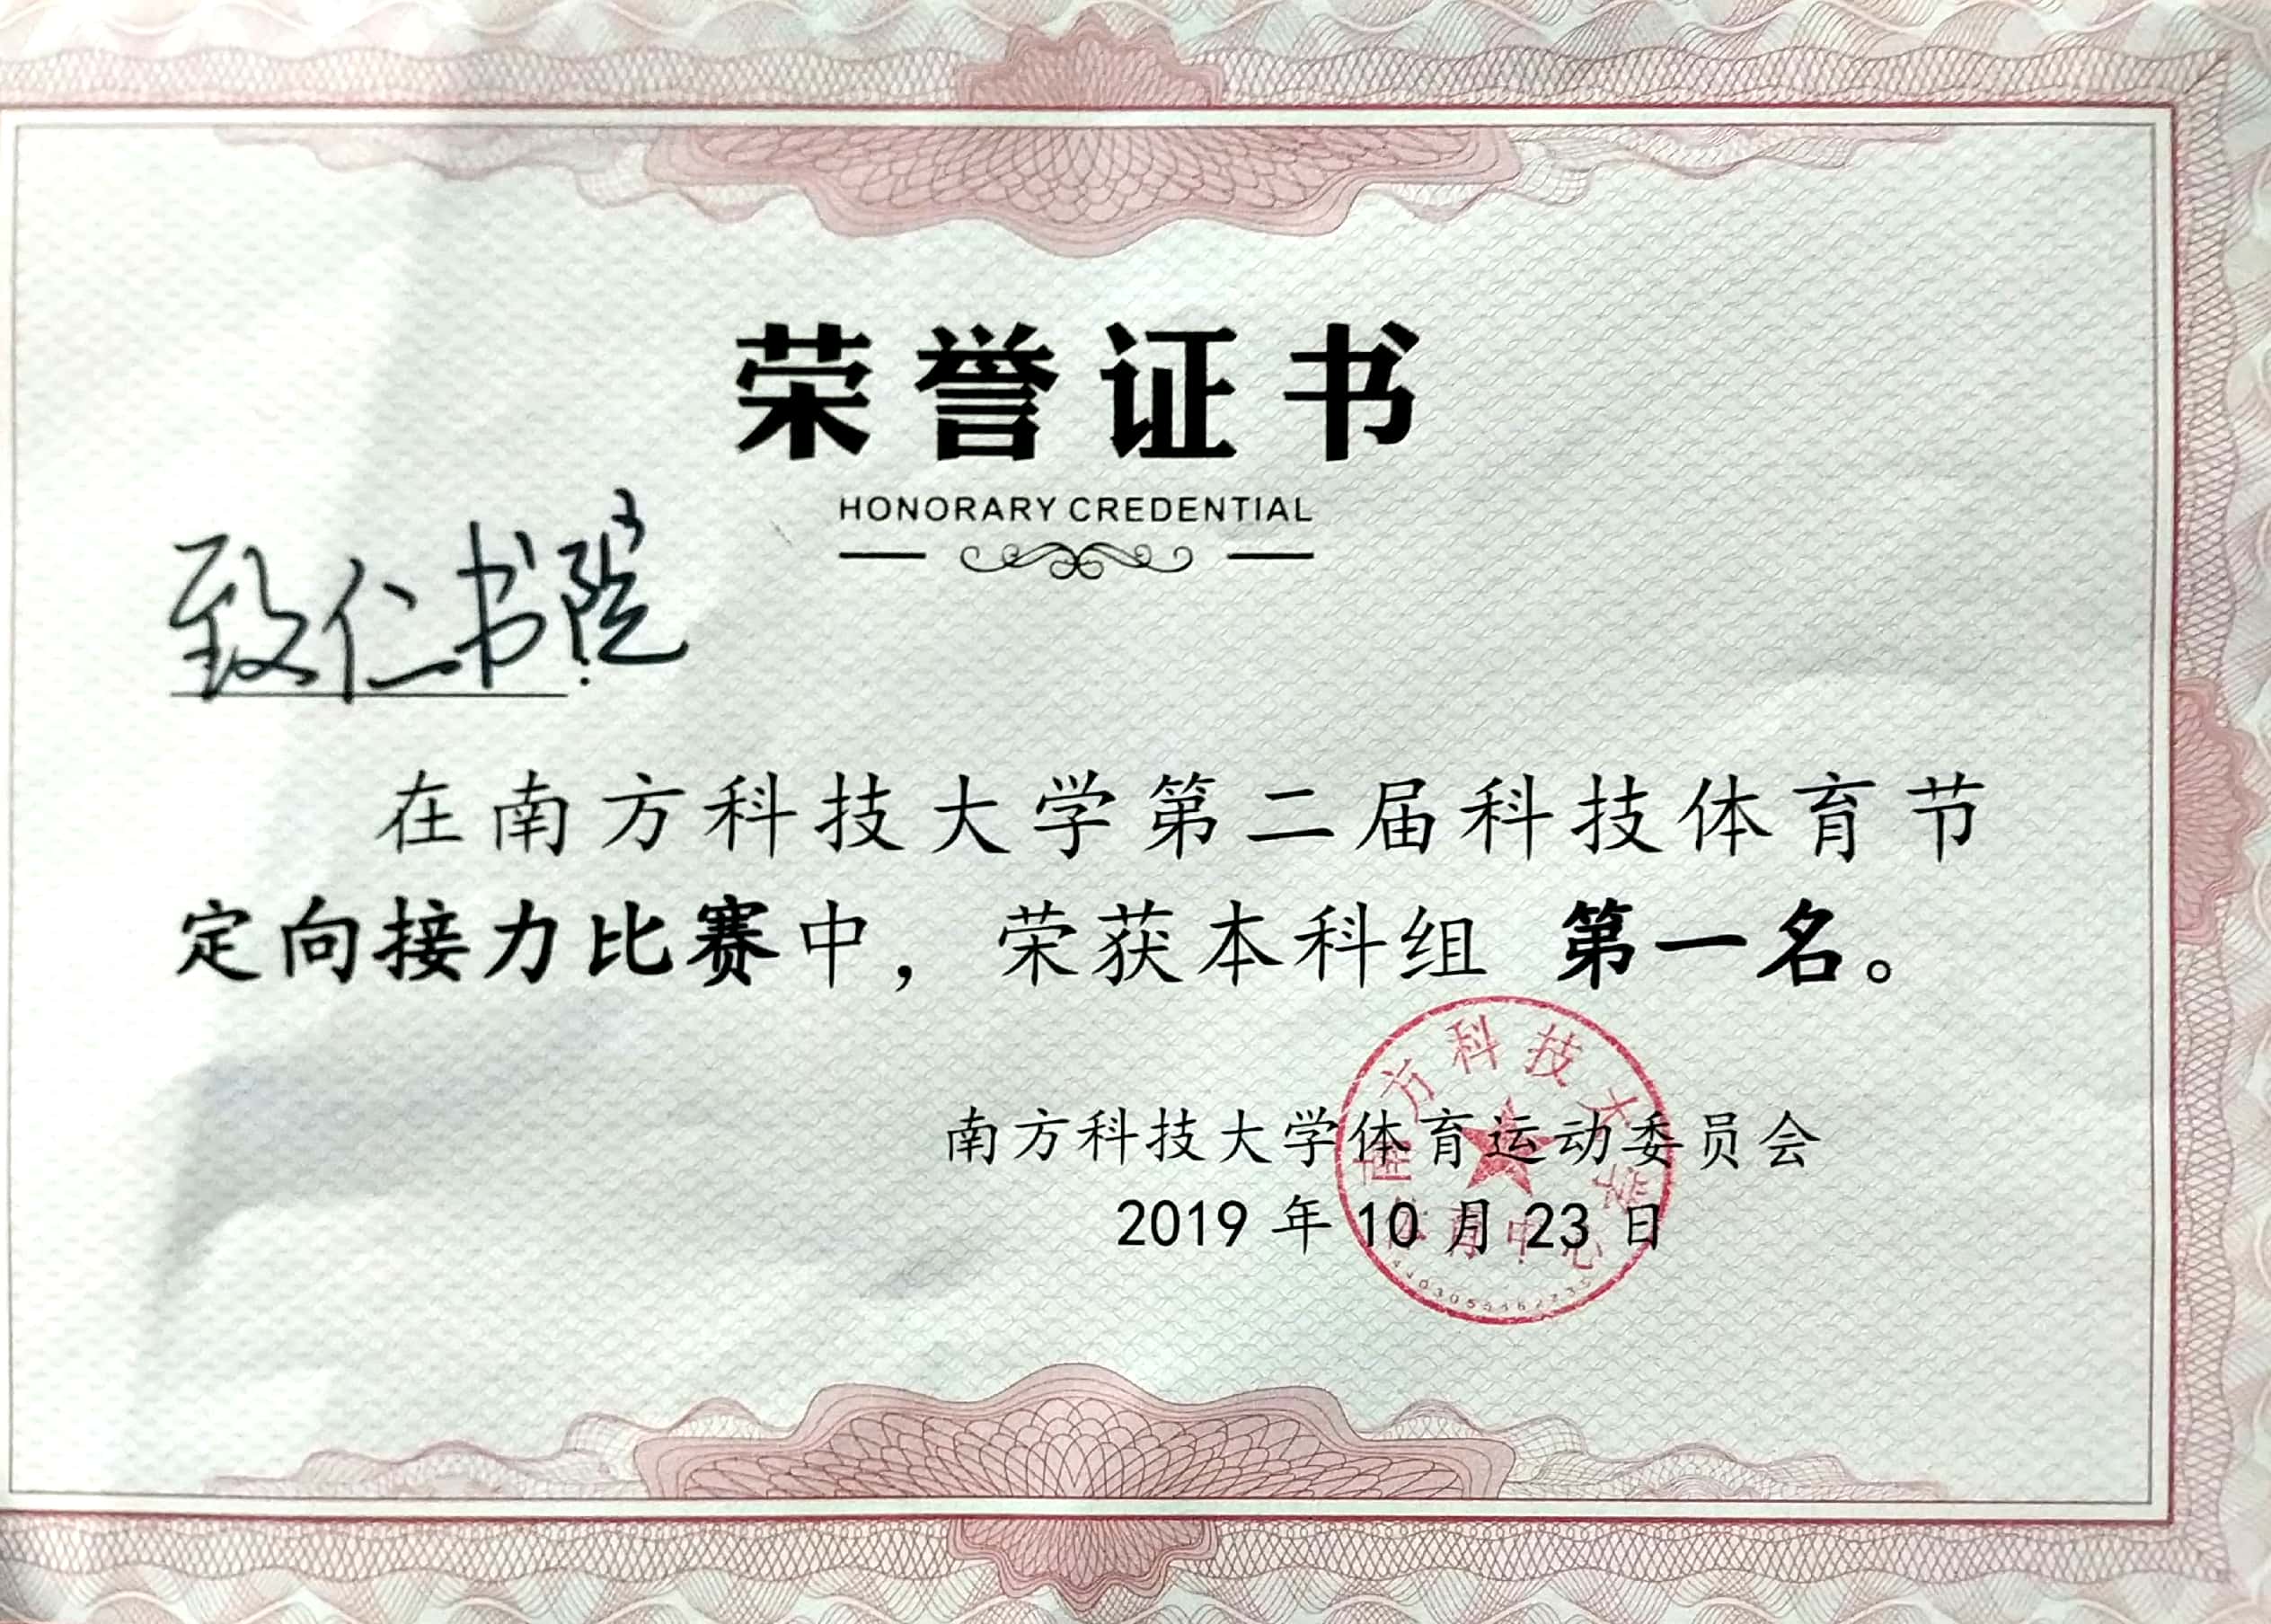 荣誉证书
HONORARY CREDENTIAL
致仁书院:
在南方科技大学第二届科技体育节
定向接力比赛中，荣获本科组 第一名。
南方科技大学体育运动委员会
2019 年 10 月 23 日
南方科技大学
体育中心